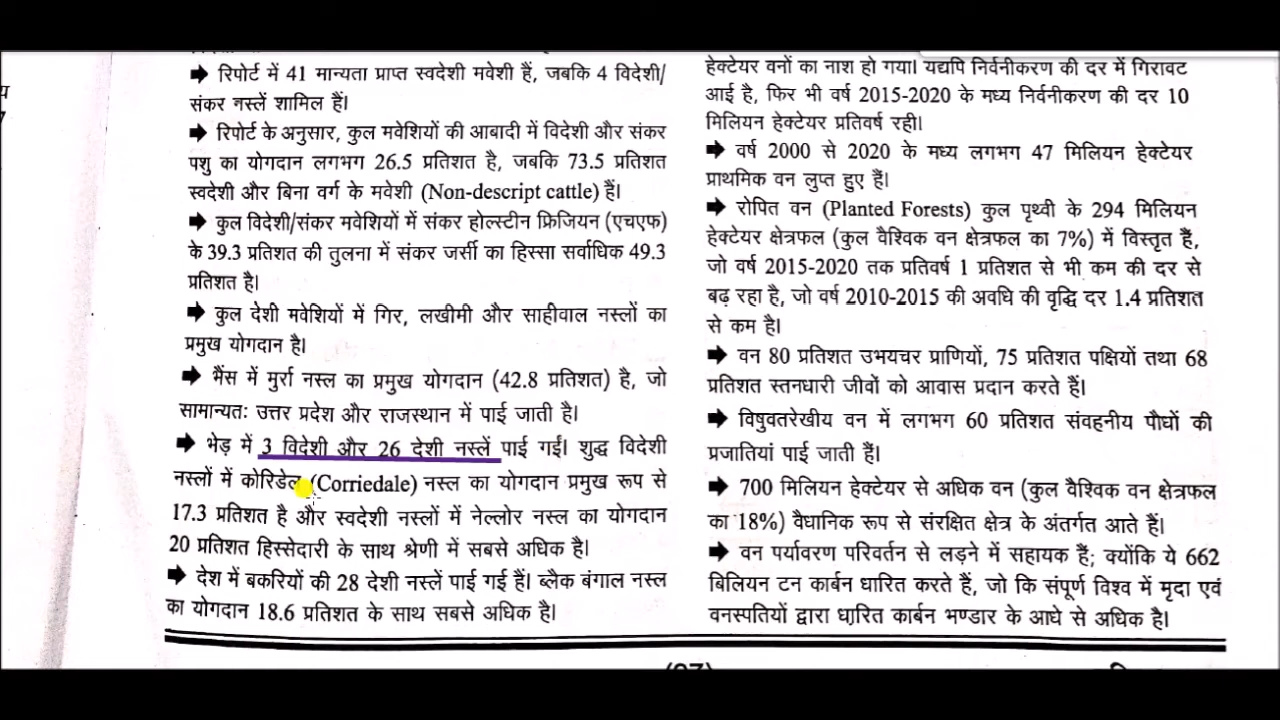 ➡ रिपोर्ट में 41 मान्यता प्राप्त स्वदेशी मवेशी हैं, जबकि 4 विदेशी/
संकर नस्लें शामिल हैं।
➡ रिपोर्ट के अनुसार, कुल मवेशियों की आबादी में विदेशी और संकर
पशु का योगदान लगभग 26.5 प्रतिशत है, जबकि 73.5 प्रतिशत
स्वदेशी और बिना वर्ग के मवेशी (Non-descript cattle) हैं।
➡ कुल विदेशी/संकर मवेशियों में संकर होल्स्टीन फ्रिजियन (एचएफ)
के 39.3 प्रतिशत की तुलना में संकर जर्सी का हिस्सा सर्वाधिक 49.3
प्रतिशत है।
➡ कुल देशी मवेशियों में गिर, लखीमी और साहीवाल नस्लों का
प्रमुख योगदान है।
➡ भैंस में मुर्रा नस्ल का प्रमुख योगदान (42.8 प्रतिशत) है, जो
सामान्यतः उत्तर प्रदेश और राजस्थान में पाई जाती है।
➡ भेड़ में 3 विदेशी और 26 देशी नस्लें पाई गईं। शुद्ध विदेशी
नस्लों में कोरिडेल (Corriedale) नस्ल का योगदान प्रमुख रूप से
17.3 प्रतिशत है और स्वदेशी नस्लों में नेल्लोर नस्ल का योगदान
20 प्रतिशत हिस्सेदारी के साथ श्रेणी में सबसे अधिक है।
➡ देश में बकरियों की 28 देशी नस्लें पाई गई हैं। ब्लैक बंगाल नस्ल
का योगदान 18.6 प्रतिशत के साथ सबसे अधिक है।
हेक्टेयर वनों का नाश हो गया। यद्यपि निर्वनीकरण की दर में गिरावट
आई है, फिर भी वर्ष 2015-2020 के मध्य निर्वनीकरण की दर 10
मिलियन हेक्टेयर प्रतिवर्ष रही।
➡ वर्ष 2000 से 2020 के मध्य लगभग 47 मिलियन हेक्टेयर
प्राथमिक वन लुप्त हुए हैं।
➡ रोपित वन (Planted Forests) कुल पृथ्वी के 294 मिलियन
हेक्टेयर क्षेत्रफल (कुल वैश्विक वन क्षेत्रफल का 7%) में विस्तृत हैं,
जो वर्ष 2015-2020 तक प्रतिवर्ष 1 प्रतिशत से भी कम की दर से
बढ़ रहा है, जो वर्ष 2010-2015 की अवधि की वृद्धि दर 1.4 प्रतिशत
से कम है।
➡ वन 80 प्रतिशत उभयचर प्राणियों, 75 प्रतिशत पक्षियों तथा 68
प्रतिशत स्तनधारी जीवों को आवास प्रदान करते हैं।
➡ विषुवतरेखीय वन में लगभग 60 प्रतिशत संवहनीय पौधों की
प्रजातियां पाई जाती हैं।
➡ 700 मिलियन हेक्टेयर से अधिक वन (कुल वैश्विक वन क्षेत्रफल
का 18%) वैधानिक रूप से संरक्षित क्षेत्र के अंतर्गत आते हैं।
➡ वन पर्यावरण परिवर्तन से लड़ने में सहायक हैं; क्योंकि ये 662
बिलियन टन कार्बन धारित करते हैं, जो कि संपूर्ण विश्व में मृदा एवं
वनस्पतियों द्वारा धारित कार्बन भण्डार के आधे से अधिक है।